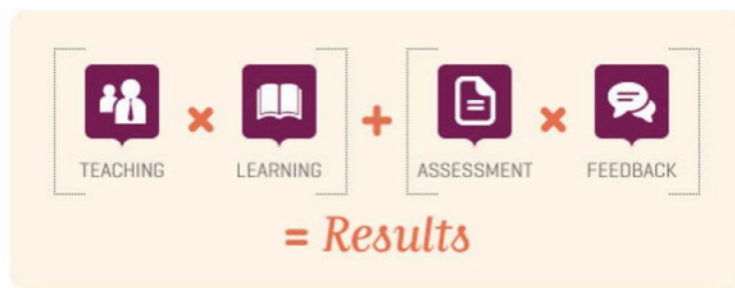 TEACHING × LEARNING + ASSESSMENT × FEEDBACK
= Results